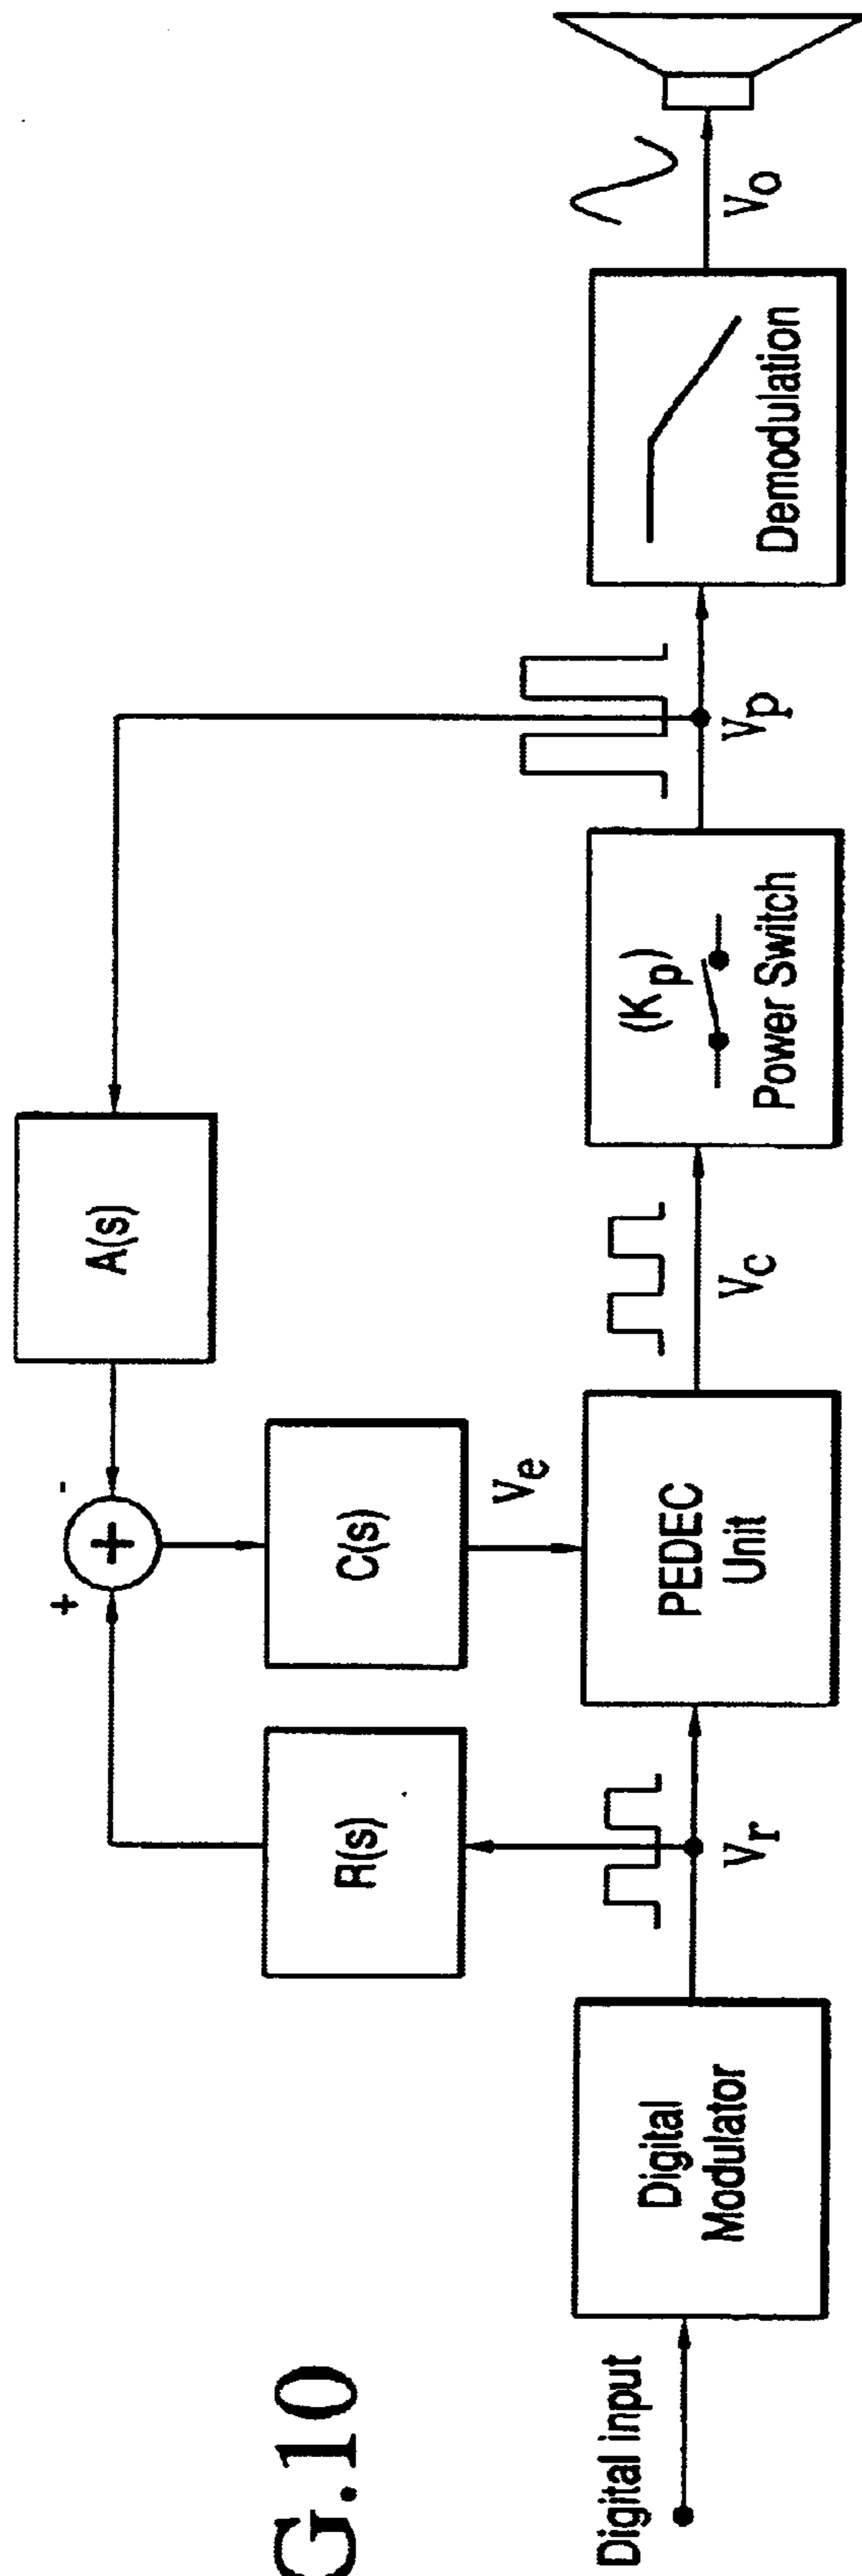 G.10
Digital input
Digital
Modulator
V_r
R(s)
+
-
+
A(s)
C(s)
V_e
PEDEC
Unit
V_c
(K_p)
Power Switch
V_p
Demodulation
V_o